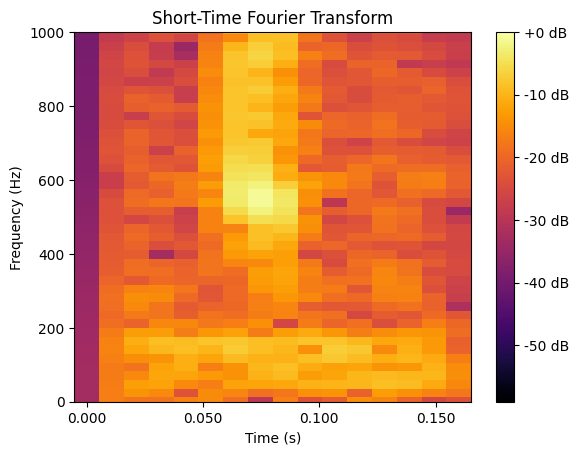 Short-Time Fourier Transform
Frequency (Hz)
1000
800
600
400
200
0
0.000
0.050
0.100
0.150
Time (s)
+0 dB
-10 dB
-20 dB
-30 dB
-40 dB
-50 dB